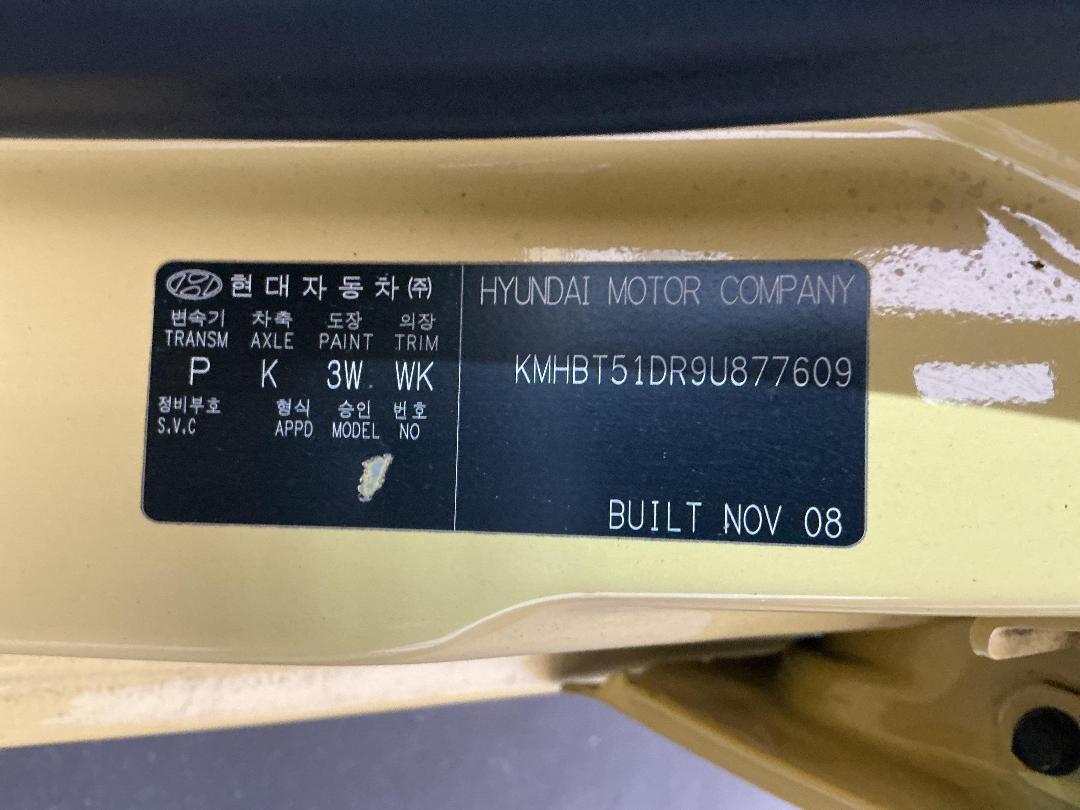 현대자동차(주)
변속기 차축 도장 의장
TRANSM AXLE PAINT TRIM
P K 3W WK
정비부호 형식 승인 번호
S.V.C APPD MODEL NO
HYUNDAI MOTOR COMPANY
KMHBT51DR9U877609
BUILT NOV 08